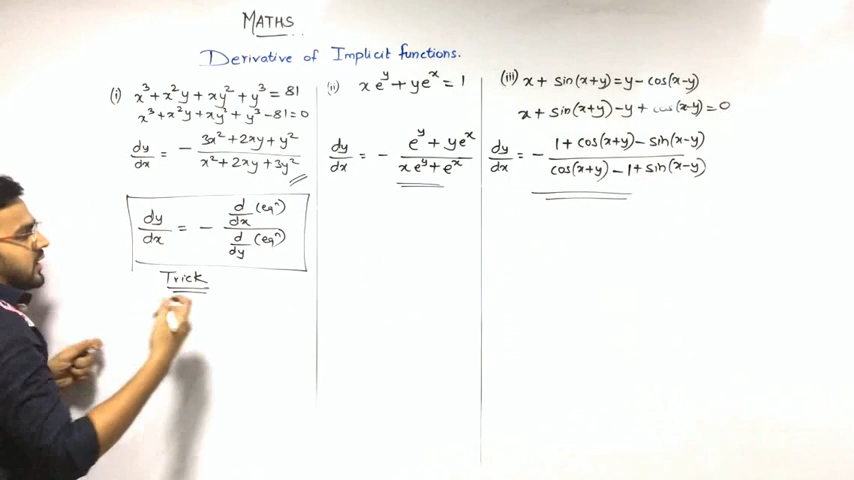 MATHS
Derivative of Implicit functions.
(i) x³ + x²y + xy² + y³ = 81
x³ + x²y + xy² + y³ - 81 = 0
dy/dx = - (3x² + 2xy + y²)/(x² + 2xy + 3y²)
dy/dx = - (d/dx (eqⁿ))/(d/dy (eqⁿ))
Trick
(ii) xe^y + ye^x = 1
dy/dx = - (e^y + ye^x)/(xe^y + e^x)
(iii) x + sin(x+y) = y - cos(x-y)
x + sin(x+y) - y + cos(x-y) = 0
dy/dx = - (1 + cos(x+y) - sin(x-y))/(cos(x+y) - 1 + sin(x-y))